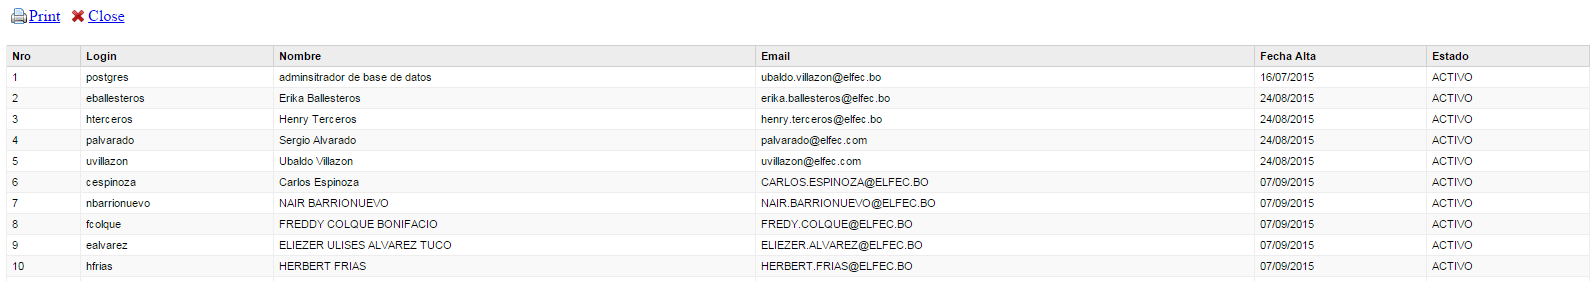 Print Close
Nro Login Nombre Email Fecha Alta Estado
1 postgres adminsitrador de base de datos ubaldo.villazon@elfec.bo 16/07/2015 ACTIVO
2 eballesteros Erika Ballesteros erika.ballesteros@elfec.bo 24/08/2015 ACTIVO
3 hterceros Henry Terceros henry.terceros@elfec.bo 24/08/2015 ACTIVO
4 palvarado Sergio Alvarado palvarado@elfec.com 24/08/2015 ACTIVO
5 uvillazon Ubaldo Villazon uvillazon@elfec.com 24/08/2015 ACTIVO
6 cespinoza Carlos Espinoza CARLOS.ESPINOZA@ELFEC.BO 07/09/2015 ACTIVO
7 nbarrionuevo NAIR BARRIONUEVO NAIR.BARRIONUEVO@ELFEC.BO 07/09/2015 ACTIVO
8 fcolque FREDDY COLQUE BONIFACIO FREDY.COLQUE@ELFEC.BO 07/09/2015 ACTIVO
9 ealvarez ELIEZER ULISES ALVAREZ TUCO ELIEZER.ALVAREZ@ELFEC.BO 07/09/2015 ACTIVO
10 hfrias HERBERT FRIAS HERBERT.FRIAS@ELFEC.BO 07/09/2015 ACTIVO